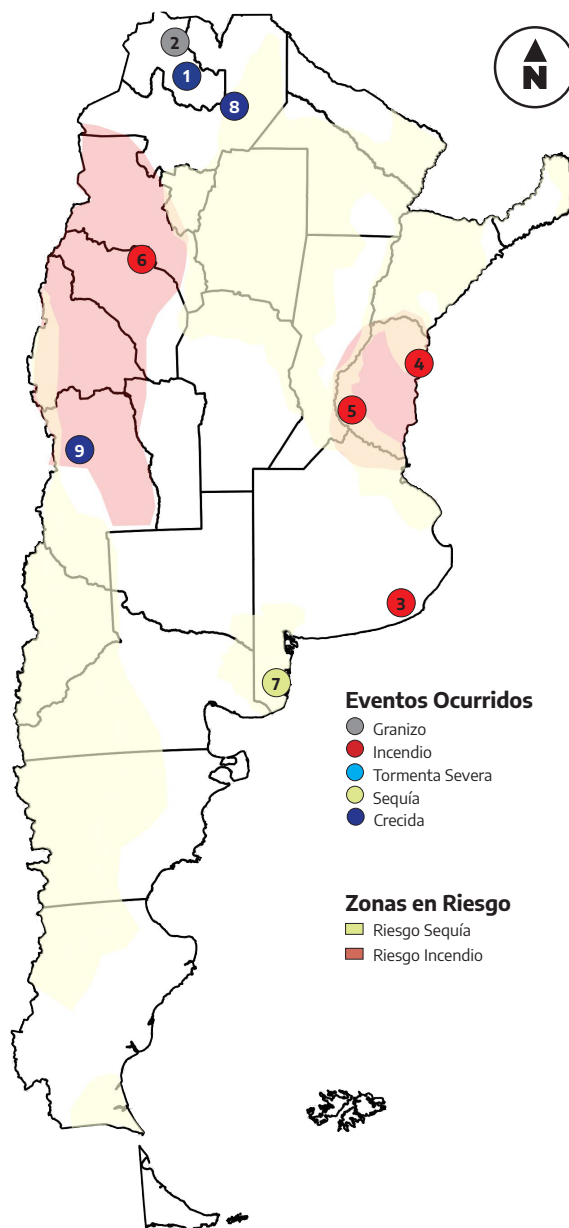 2
N
1
8
6
4
5
9
3
7
Eventos Ocurridos
Granizo
Incendio
Tormenta Severa
Sequía
Crecida
Zonas en Riesgo
Riesgo Sequía
Riesgo Incendio